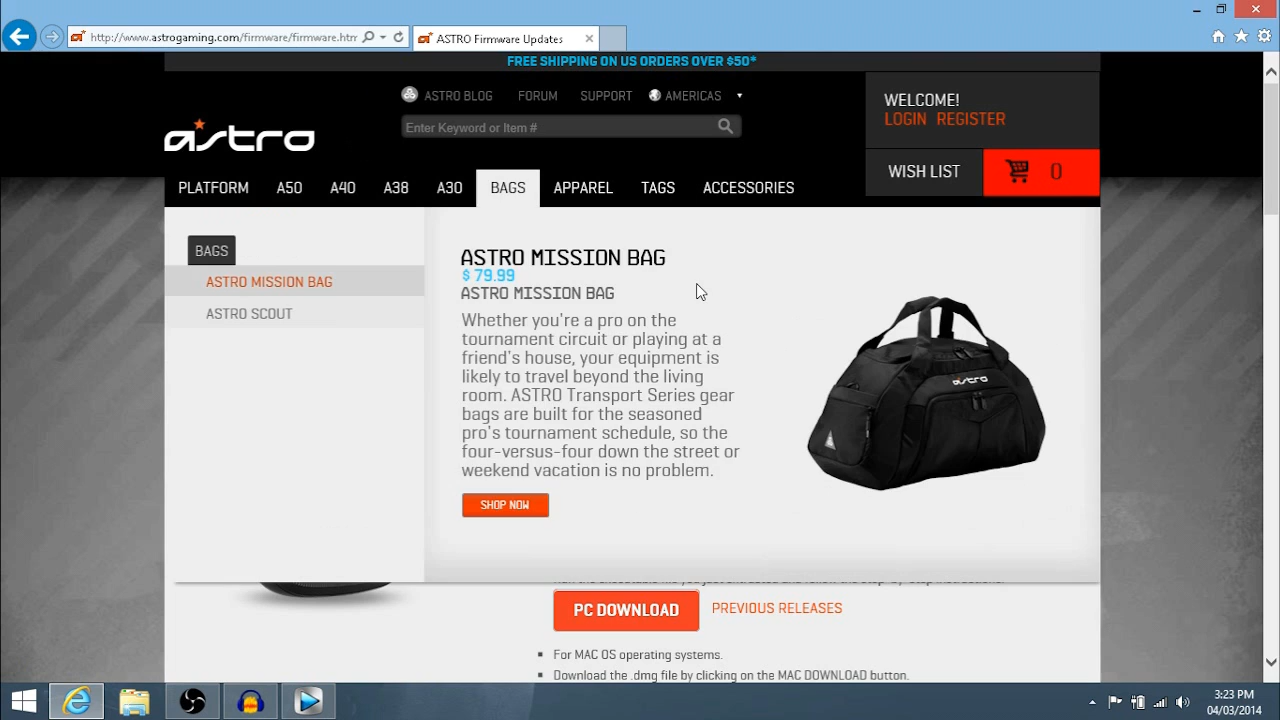 http://www.astrogaming.com/firmware/firmware.htm
ASTRO Firmware Updates
FREE SHIPPING ON US ORDERS OVER $50*
ASTRO BLOG FORUM SUPPORT AMERICAS
WELCOME!
LOGIN REGISTER
astro
Enter Keyword or Item #
WISH LIST 0
PLATFORM A50 A40 A38 A30 BAGS APPAREL TAGS ACCESSORIES
BAGS
ASTRO MISSION BAG
ASTRO SCOUT
ASTRO MISSION BAG
$ 79.99
ASTRO MISSION BAG
Whether you're a pro on the
tournament circuit or playing at a
friend's house, your equipment is
likely to travel beyond the living
room. ASTRO Transport Series gear
bags are built for the seasoned
pro's tournament schedule, so the
four-versus-four down the street or
weekend vacation is no problem.
SHOP NOW
astro
PC DOWNLOAD PREVIOUS RELEASES
For MAC OS operating systems.
Download the .dmg file by clicking on the MAC DOWNLOAD button.
3:23 PM
04/03/2014